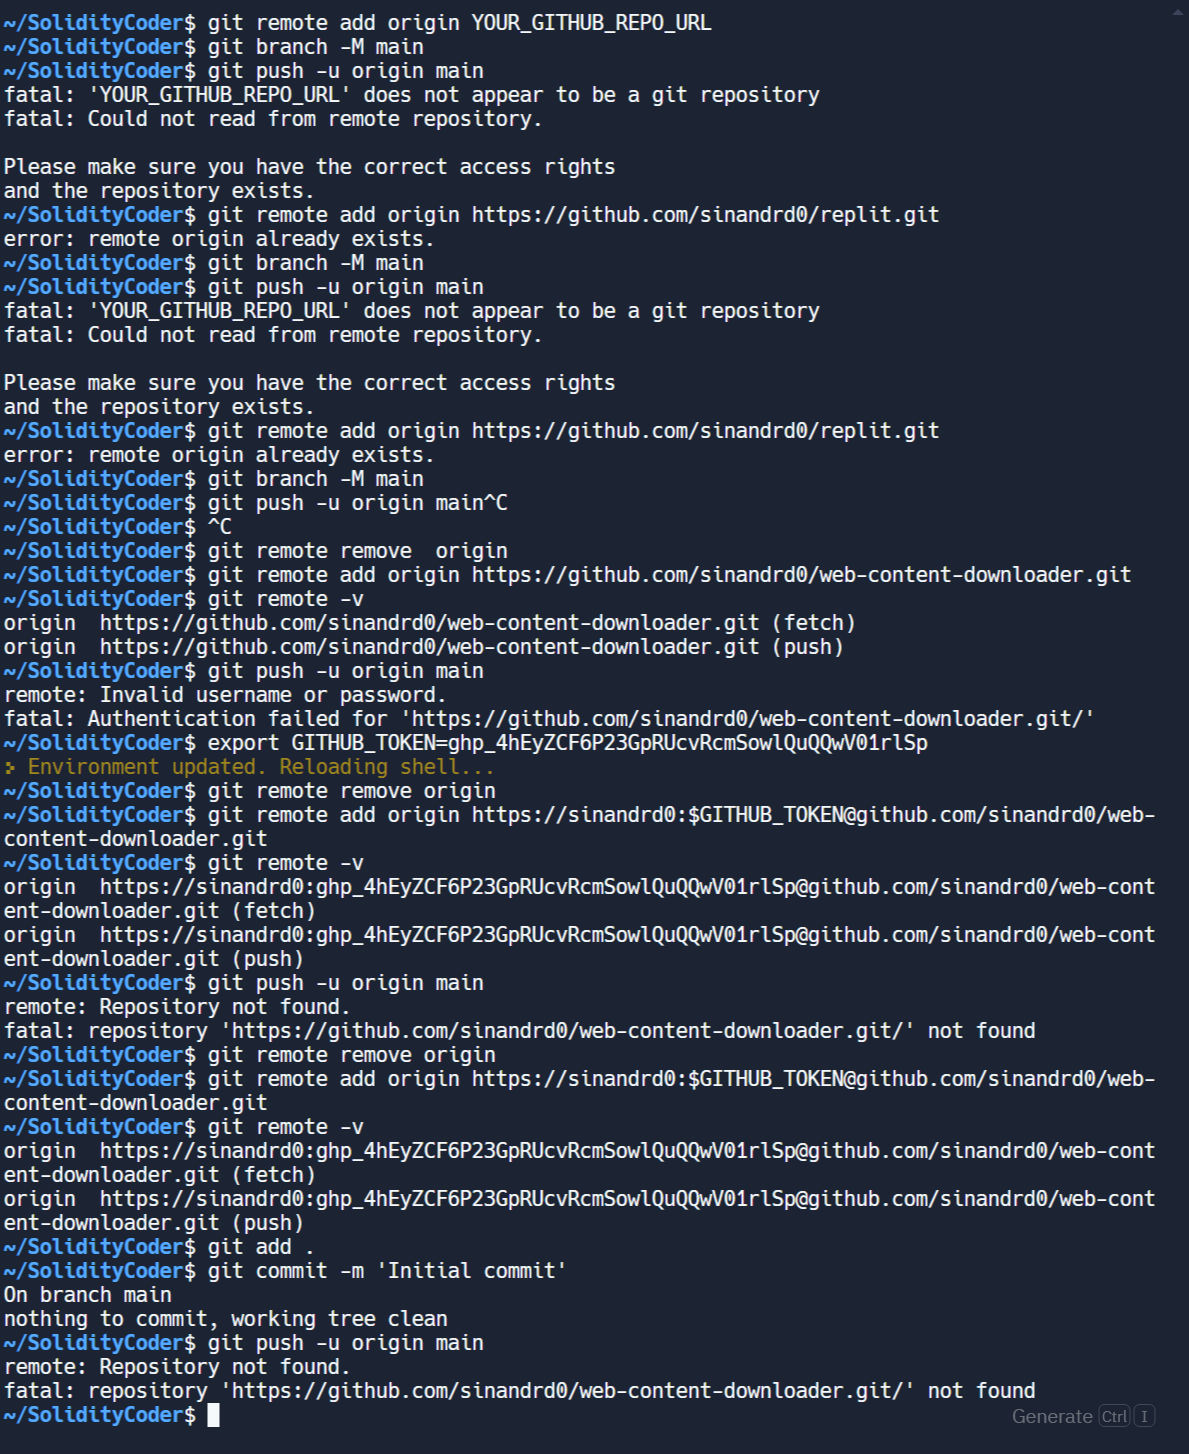 ~/SolidityCoder$ git remote add origin YOUR_GITHUB_REPO_URL
~/SolidityCoder$ git branch -M main
~/SolidityCoder$ git push -u origin main
fatal: 'YOUR_GITHUB_REPO_URL' does not appear to be a git repository
fatal: Could not read from remote repository.

Please make sure you have the correct access rights
and the repository exists.
~/SolidityCoder$ git remote add origin https://github.com/sinandrd0/replit.git
error: remote origin already exists.
~/SolidityCoder$ git branch -M main
~/SolidityCoder$ git push -u origin main
fatal: 'YOUR_GITHUB_REPO_URL' does not appear to be a git repository
fatal: Could not read from remote repository.

Please make sure you have the correct access rights
and the repository exists.
~/SolidityCoder$ git remote add origin https://github.com/sinandrd0/replit.git
error: remote origin already exists.
~/SolidityCoder$ git branch -M main
~/SolidityCoder$ git push -u origin main^C
~/SolidityCoder$ ^C
~/SolidityCoder$ git remote remove  origin
~/SolidityCoder$ git remote add origin https://github.com/sinandrd0/web-content-downloader.git
~/SolidityCoder$ git remote -v
origin  https://github.com/sinandrd0/web-content-downloader.git (fetch)
origin  https://github.com/sinandrd0/web-content-downloader.git (push)
~/SolidityCoder$ git push -u origin main
remote: Invalid username or password.
fatal: Authentication failed for 'https://github.com/sinandrd0/web-content-downloader.git/'
~/SolidityCoder$ export GITHUB_TOKEN=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
Environment updated. Reloading shell...
~/SolidityCoder$ git remote remove origin
~/SolidityCoder$ git remote add origin https://sinandrd0:$GITHUB_TOKEN@github.com/sinandrd0/web-
content-downloader.git
~/SolidityCoder$ git remote -v
origin  https://sinandrd0: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@github.com/sinandrd0/web-cont
ent-downloader.git (fetch)
origin  https://sinandrd0: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@github.com/sinandrd0/web-cont
ent-downloader.git (push)
~/SolidityCoder$ git push -u origin main
remote: Repository not found.
fatal: repository 'https://github.com/sinandrd0/web-content-downloader.git/' not found
~/SolidityCoder$ git remote remove origin
~/SolidityCoder$ git remote add origin https://sinandrd0:$GITHUB_TOKEN@github.com/sinandrd0/web-
content-downloader.git
~/SolidityCoder$ git remote -v
origin  https://sinandrd0: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@github.com/sinandrd0/web-cont
ent-downloader.git (fetch)
origin  https://sinandrd0: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@github.com/sinandrd0/web-cont
ent-downloader.git (push)
~/SolidityCoder$ git add .
~/SolidityCoder$ git commit -m 'Initial commit'
On branch main
nothing to commit, working tree clean
~/SolidityCoder$ git push -u origin main
remote: Repository not found.
fatal: repository 'https://github.com/sinandrd0/web-content-downloader.git/' not found
~/SolidityCoder$
Generate Ctrl I